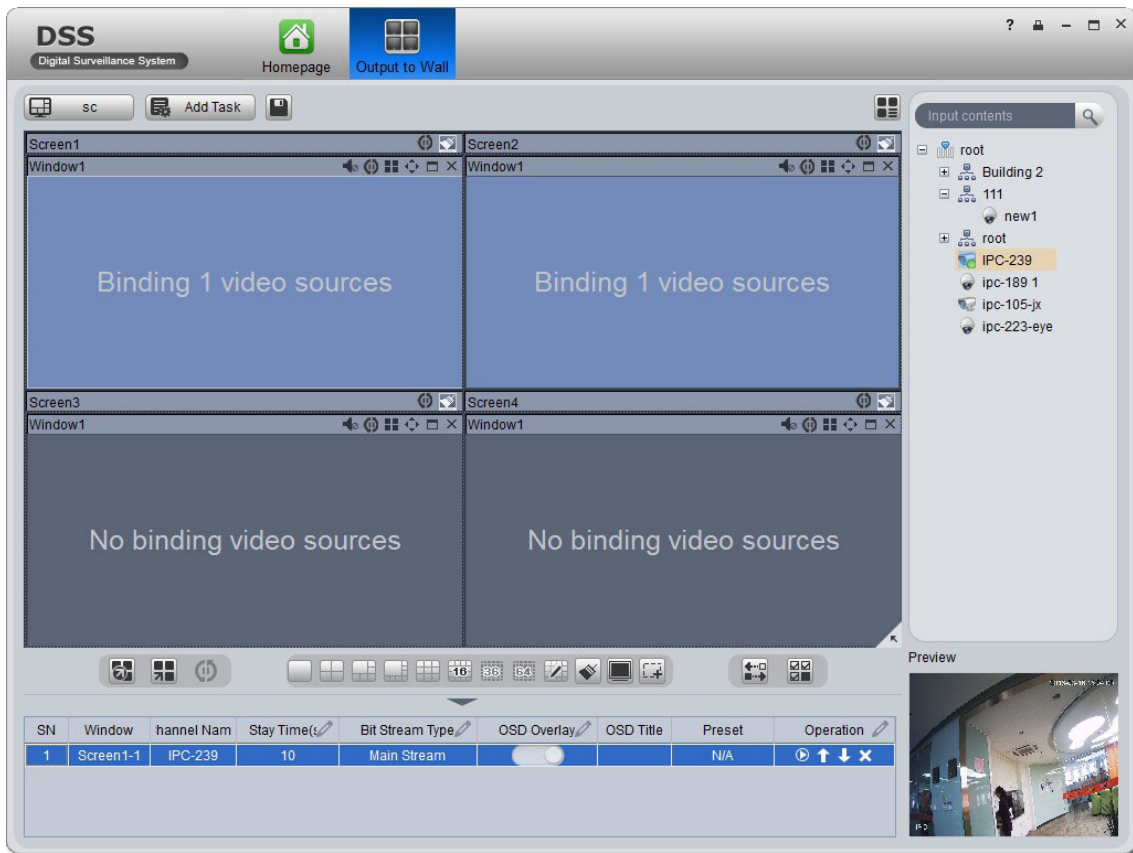 DSS
Digital Surveillance System
Homepage
Output to Wall
?
sc
Add Task
Input contents
Screen1
Screen2
Window1
Window1
Binding 1 video sources
Binding 1 video sources
Screen3
Screen4
Window1
Window1
No binding video sources
No binding video sources
root
Building 2
111
new1
root
IPC-239
ipc-189 1
ipc-105-jx
ipc-223-eye
16
36
64
Preview
SN Window hannel Nam Stay Time(s Bit Stream Type OSD Overlay OSD Title Preset Operation
1 Screen1-1 IPC-239 10 Main Stream N/A